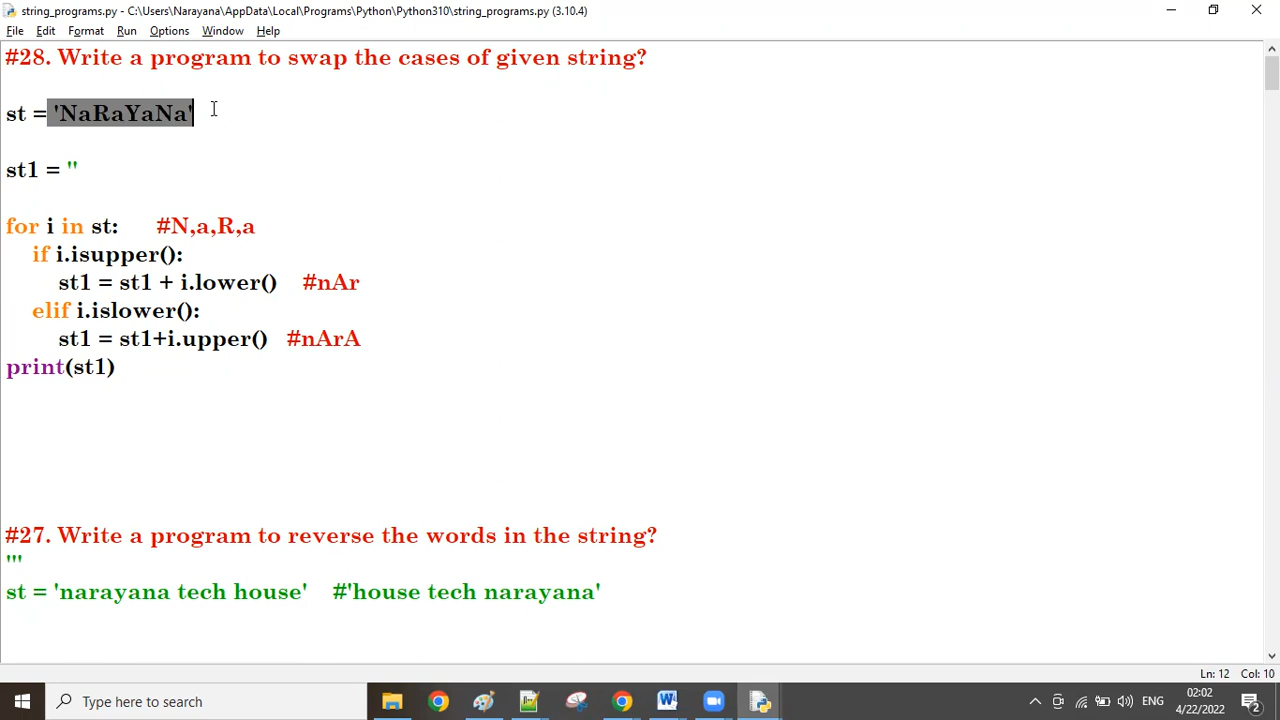 string_programs.py - C:\Users\Narayana\AppData\Local\Programs\Python\Python310\string_programs.py (3.10.4)
File Edit Format Run Options Window Help
#28. Write a program to swap the cases of given string?
st = 'NaRaYaNa'
st1 = ''
for i in st: #N,a,R,a
if i.isupper():
st1 = st1 + i.lower() #nAr
elif i.islower():
st1 = st1+i.upper() #nArA
print(st1)
#27. Write a program to reverse the words in the string?
'''
st = 'narayana tech house' #'house tech narayana'
Ln: 12 Col: 10
Type here to search
ENG
02:02
4/22/2022
2